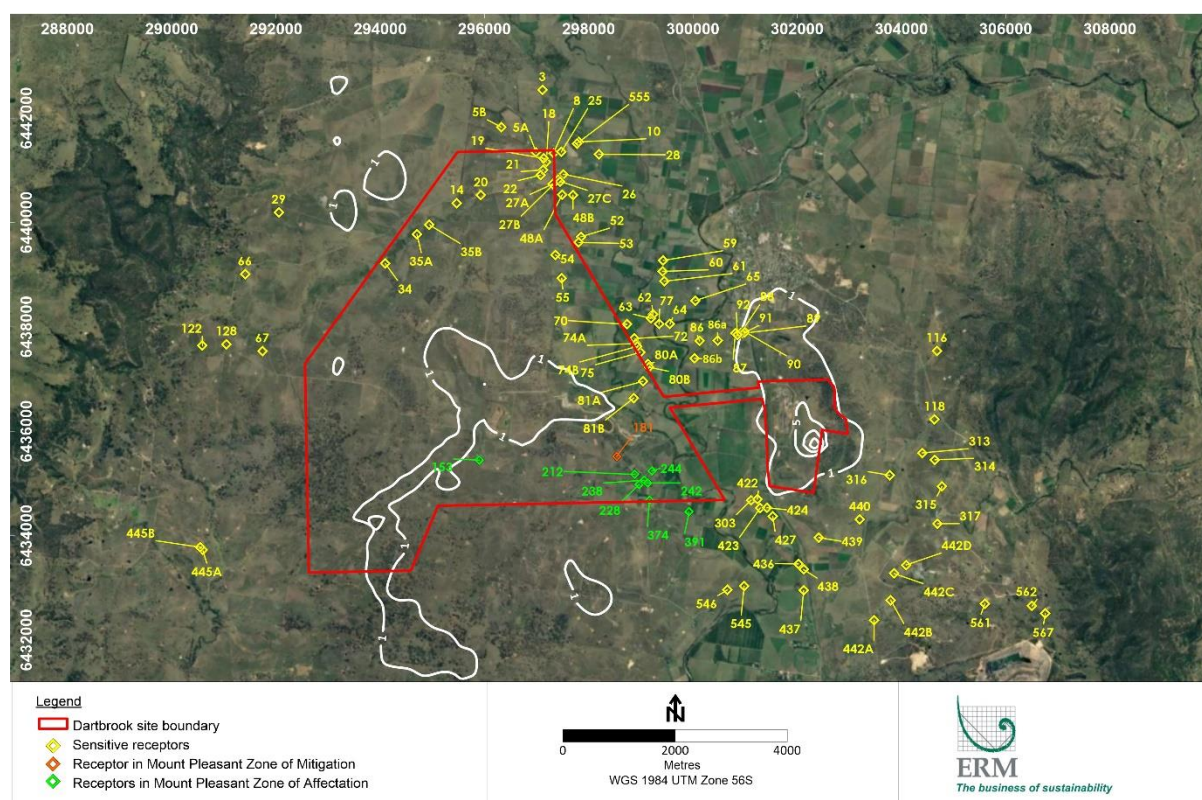 288000 290000 292000 294000 296000 298000 300000 302000 304000 306000 308000
6442000
6440000
6438000
6436000
6434000
6432000
3
8 25 555
18
5B 5A 10
19 28
21
22 26
14 20 27A 27C
27B 48B
48A
29
52
53
35B
35A
34
54
55
59
60
61
65
66
62 77 64
63
70
72
74A
74B
75
80A
80B
81A
81B
86 86a
86b
92 91
87
90
116
118
122 128 67
1
1
1
1
1
1
1
1
5
153
181
212 244
238 242
228
374
391
303
422
424
423
427
313
314
316
315
317
440
439
436
438
437
442D
442C
442B
442A
445B
445A
546
545
561
562
567
Legend
Dartbrook site boundary
Sensitive receptors
Receptor in Mount Pleasant Zone of Mitigation
Receptors in Mount Pleasant Zone of Affectation
N
0 2000 4000
Metres
WGS 1984 UTM Zone 56S
ERM
The business of sustainability